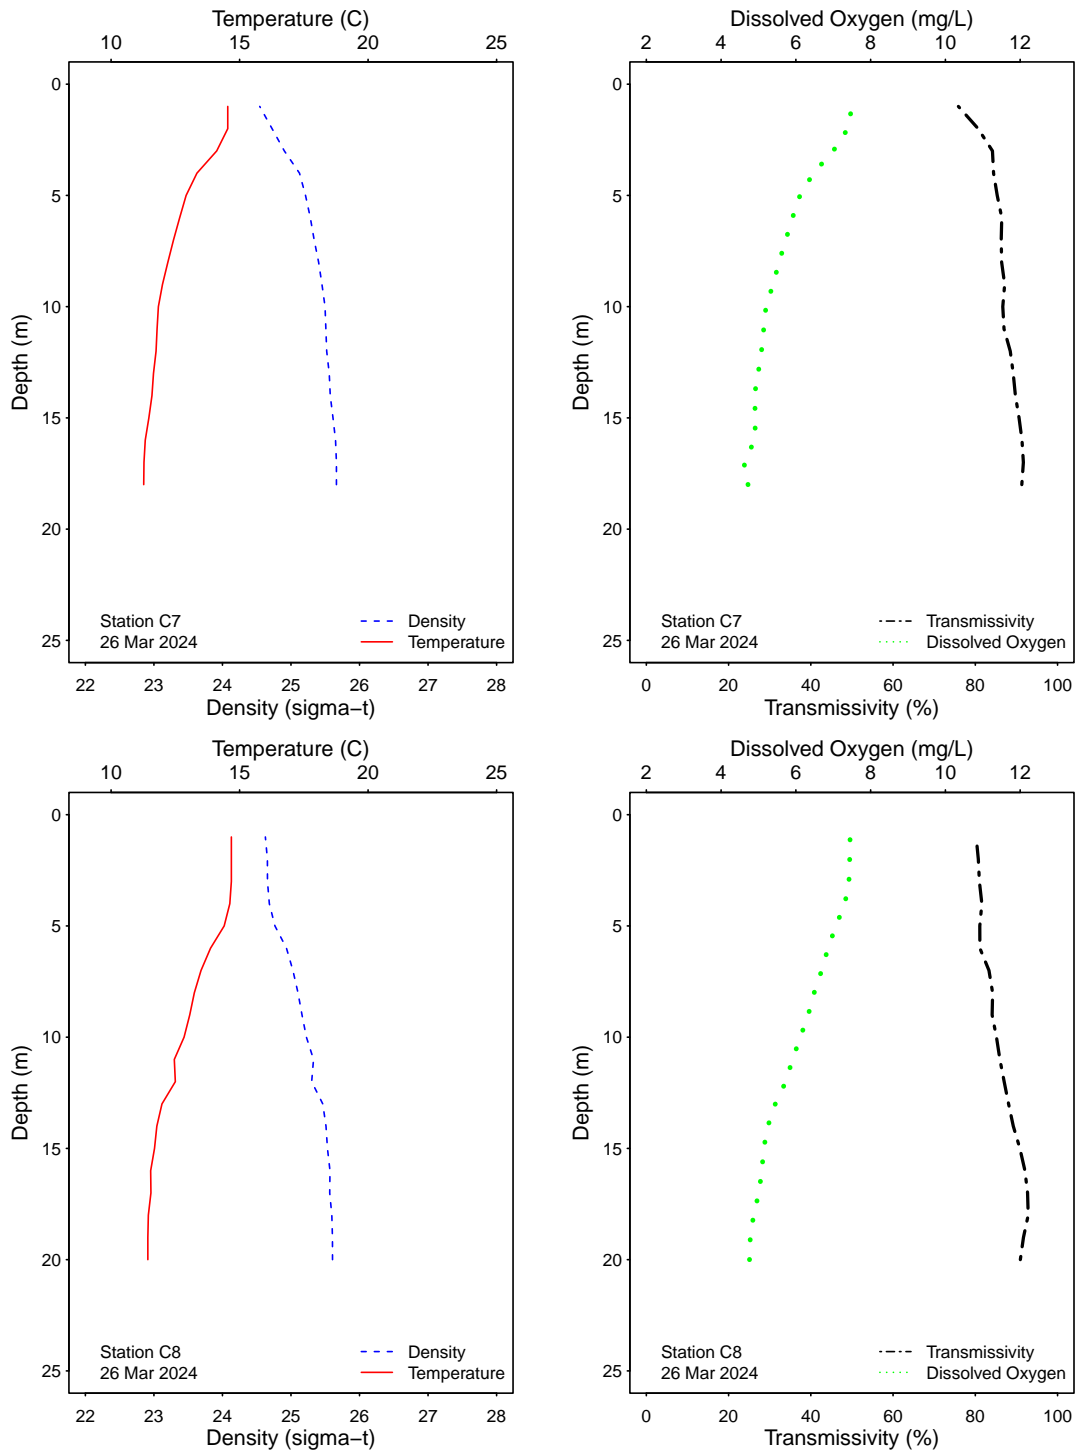 Temperature (C)
10 15 20 25
0
5
10
15
20
25
Depth (m)
Station C7
26 Mar 2024
Density
Temperature
22 23 24 25 26 27 28
Density (sigma−t)
Dissolved Oxygen (mg/L)
2 4 6 8 10 12
0
5
10
15
20
25
Depth (m)
Station C7
26 Mar 2024
Transmissivity
Dissolved Oxygen
0 20 40 60 80 100
Transmissivity (%)
Temperature (C)
10 15 20 25
0
5
10
15
20
25
Depth (m)
Station C8
26 Mar 2024
Density
Temperature
22 23 24 25 26 27 28
Density (sigma−t)
Dissolved Oxygen (mg/L)
2 4 6 8 10 12
0
5
10
15
20
25
Depth (m)
Station C8
26 Mar 2024
Transmissivity
Dissolved Oxygen
0 20 40 60 80 100
Transmissivity (%)